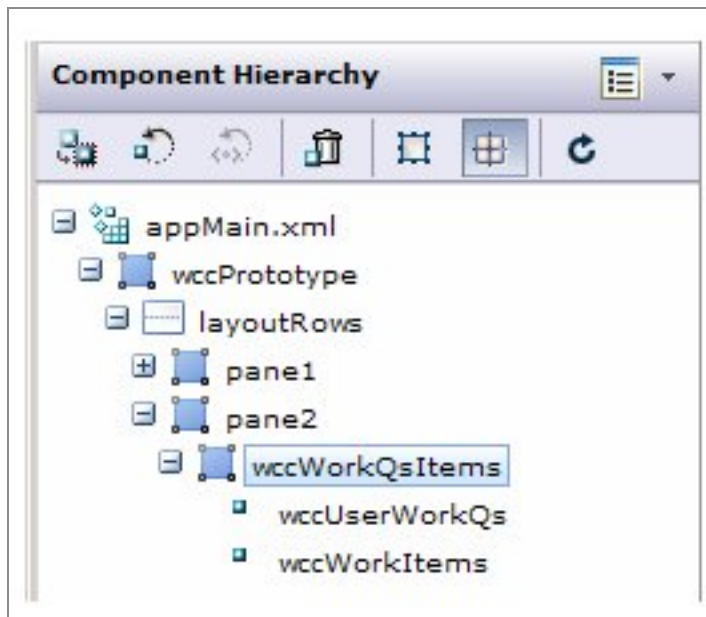 Component Hierarchy
appMain.xml
wccPrototype
layoutRows
pane1
pane2
wccWorkQsItems
wccUserWorkQs
wccWorkItems